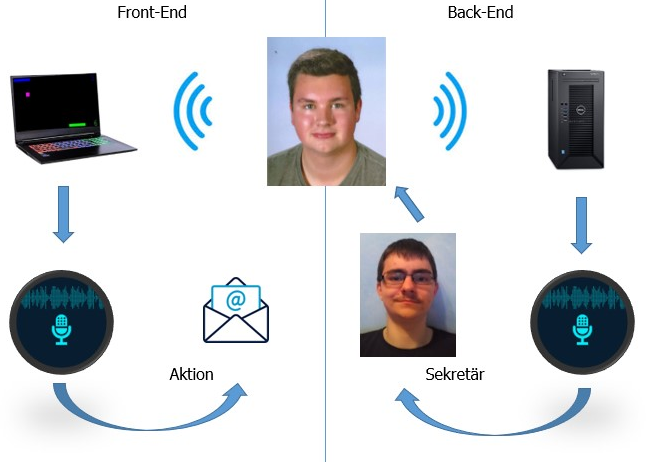 Front-End
Back-End
@
Aktion
Sekretär